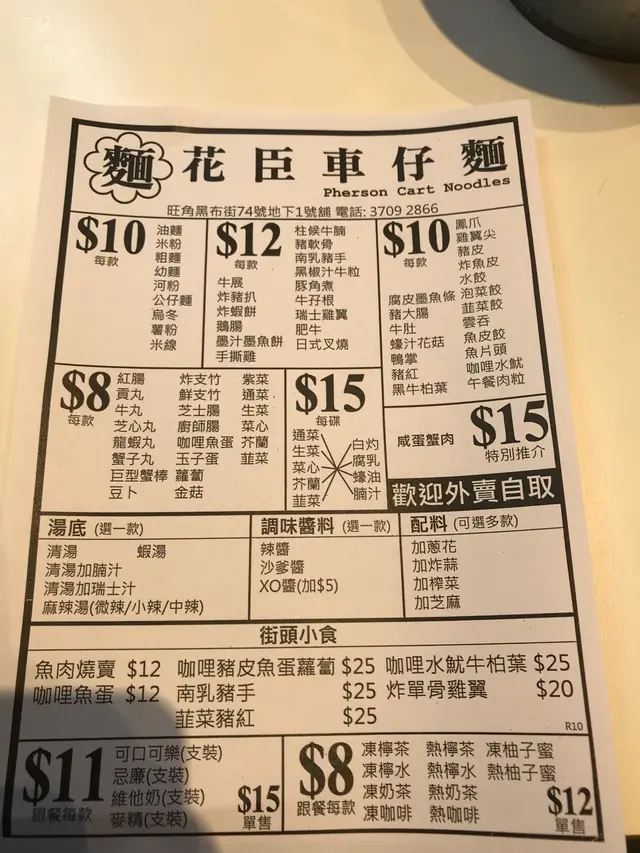 麵 花臣車仔麵
Pherson Cart Noodles
旺角黑布街74號地下1號舖 電話: 3709 2866
$10
每款
油麵
米粉
粗麵
幼麵
河粉
公仔麵
烏冬
薯粉
米線
$12
每款
牛展
炸豬扒
炸蝦餅
鵝腸
墨汁墨魚餅
手撕雞
柱候牛腩
豬軟骨
南乳豬手
黑椒汁牛粒
豚角煮
牛孖根
瑞士雞翼
肥牛
日式叉燒
$10
每款
腐皮墨魚條
豬大腸
牛肚
蠔汁花菇
鴨掌
豬紅
黑牛柏葉
鳳爪
雞翼尖
豬皮
炸魚皮
水餃
泡菜餃
韮菜餃
雲吞
魚皮餃
魚片頭
咖哩水魷
午餐肉粒
$8
每款
紅腸
貢丸
牛丸
芝心丸
龍蝦丸
蟹子丸
巨型蟹棒
豆卜
炸支竹
鮮支竹
芝士腸
廚師腸
咖哩魚蛋
玉子蛋
蘿蔔
金菇
紫菜
通菜
生菜
菜心
芥蘭
韮菜
$15
每碟
通菜
生菜
菜心
芥蘭
韮菜
白灼
腐乳
蠔油
腩汁
咸蛋蟹肉 $15
特別推介
歡迎外賣自取
湯底 (選一款)
清湯 蝦湯
清湯加腩汁
清湯加瑞士汁
麻辣湯(微辣/小辣/中辣)
調味醬料 (選一款)
辣醬
沙爹醬
XO醬(加$5)
配料 (可選多款)
加蔥花
加炸蒜
加榨菜
加芝麻
街頭小食
魚肉燒賣 $12 咖哩豬皮魚蛋蘿蔔 $25 咖哩水魷牛柏葉 $25
咖哩魚蛋 $12 南乳豬手 $25 炸單骨雞翼 $20
韮菜豬紅 $25
R10
$11
跟餐每款
可口可樂(支裝)
忌廉(支裝)
維他奶(支裝)
麥精(支裝)
$15
單售
$8
跟餐每款
凍檸茶 熱檸茶 凍柚子蜜
凍檸水 熱檸水 熱柚子蜜
凍奶茶 熱奶茶
凍咖啡 熱咖啡
$12
單售